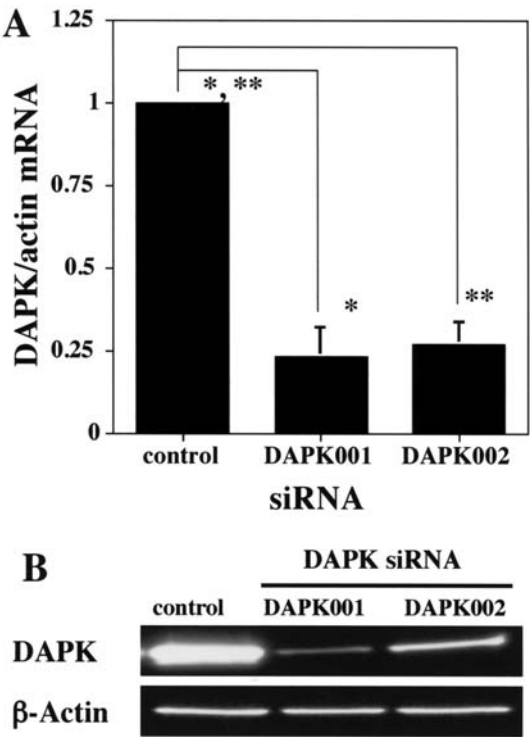 A
1.25
1
0.75
0.5
0.25
0
DAPK/actin mRNA
*, **
*
**
control DAPK001 DAPK002
siRNA
B
DAPK siRNA
control DAPK001 DAPK002
DAPK
β-Actin